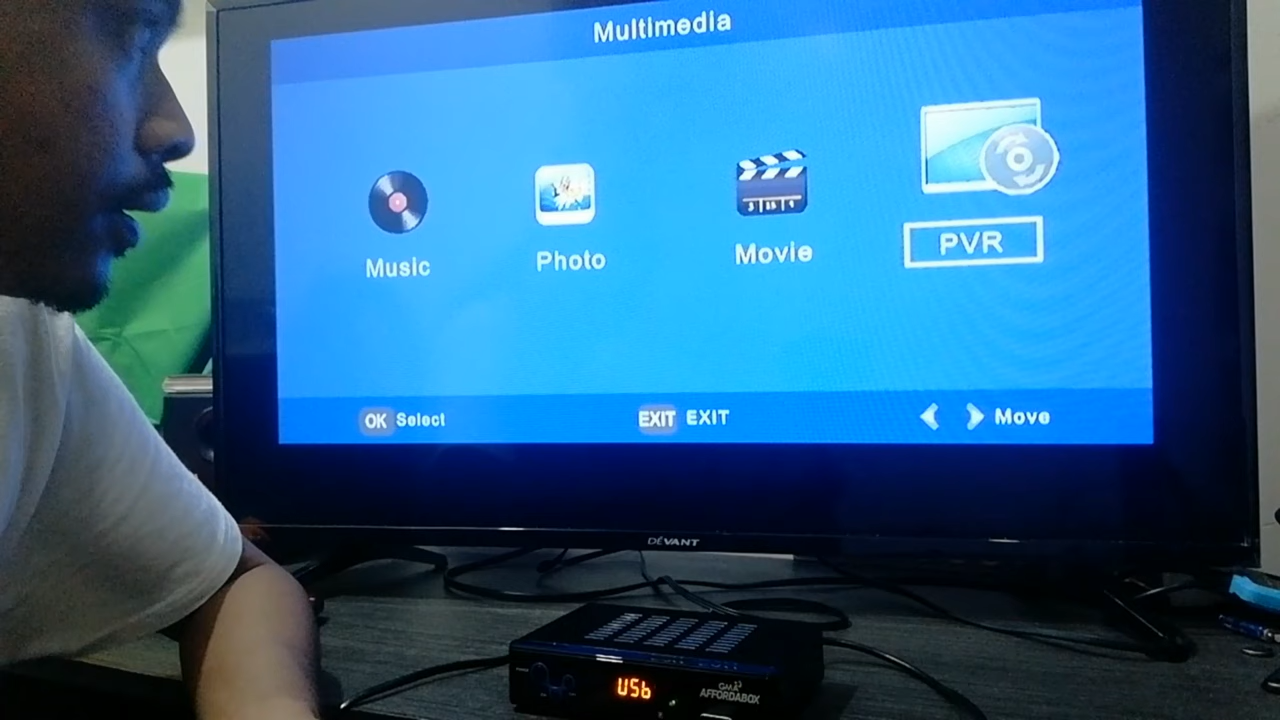 Multimedia
Music
Photo
Movie
PVR
OK Select
EXIT EXIT
Move
DEVANT
USb
GMA
AFFORDABOX